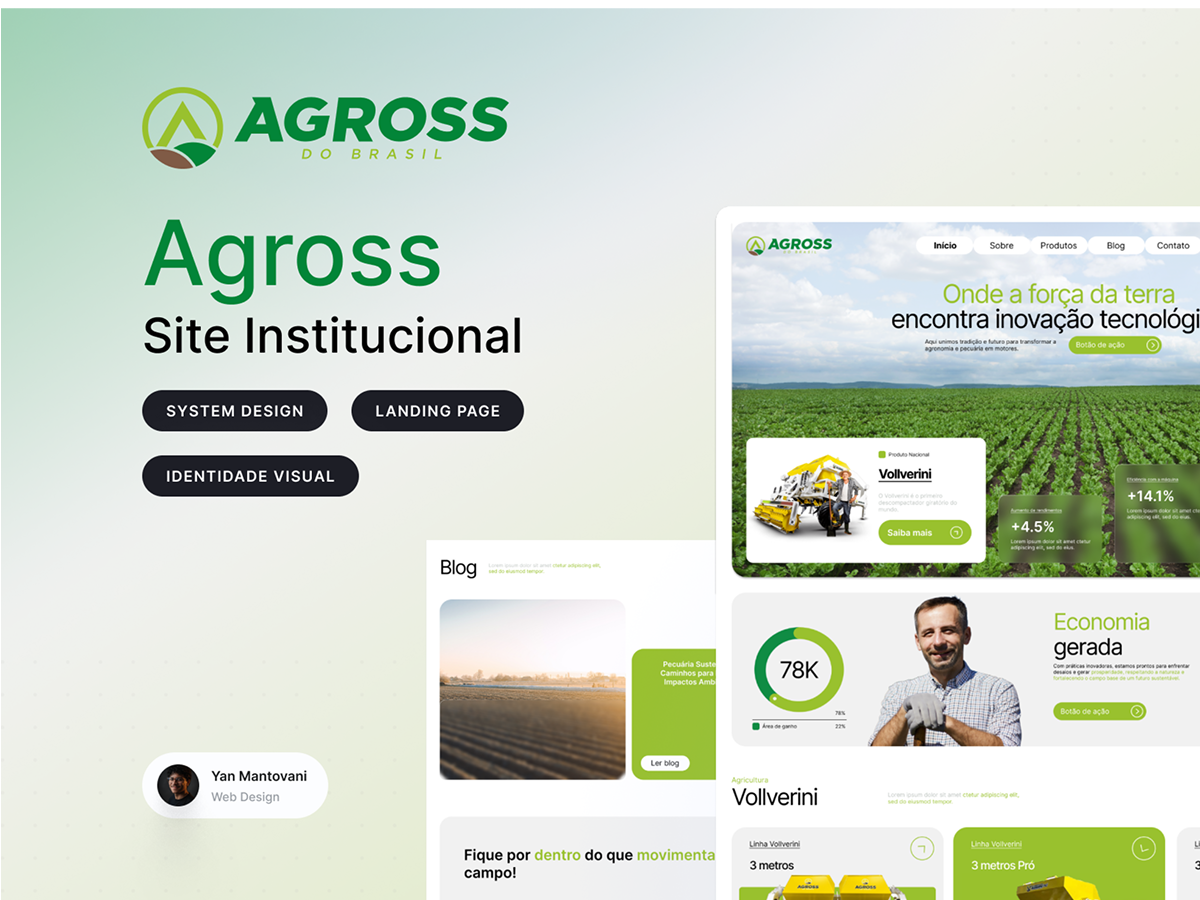 AGROSS
DO BRASIL
Agross
Site Institucional
SYSTEM DESIGN
LANDING PAGE
IDENTIDADE VISUAL
Yan Mantovani
Web Design
Blog
Lorem ipsum dolor sit amet ctetur adipiscing elit,
sed do eiusmod tempor.
Pecuária Suste
Caminhos para
Impactos Ambi
Ler blog
Fique por dentro do que movimenta
campo!
AGROSS
DO BRASIL
Início
Sobre
Produtos
Blog
Contato
Onde a força da terra
encontra inovação tecnológi
Aqui unimos tradição e futuro para transformar a
agronomia e pecuária em motores.
Botão de ação
Produto Nacional
Vollverini
O Vollverini é o primeiro
descompactador giratório do
mundo.
Saiba mais
Aumento de rendimentos
+4.5%
Lorem ipsum dolor sit amet ctetur
adipiscing elit, sed do eius.
Eficiência com a máquina
+14.1%
Lorem ipsum dolor sit amet cte
adipiscing elit, sed do eius.
78K
78%
Área de ganho
22%
Economia
gerada
Com práticas inovadoras, estamos prontos para enfrentar
desaios e gerar prosperidade, respeitando a natureza e
fortalecendo o campo base de um futuro sustentável.
Botão de ação
Agricultura
Vollverini
Lorem ipsum dolor sit amet ctetur adipiscing elit,
sed do eiusmod tempor.
Linha Vollverini
3 metros
AGROSS
AGROSS
Linha Vollverini
3 metros Pró